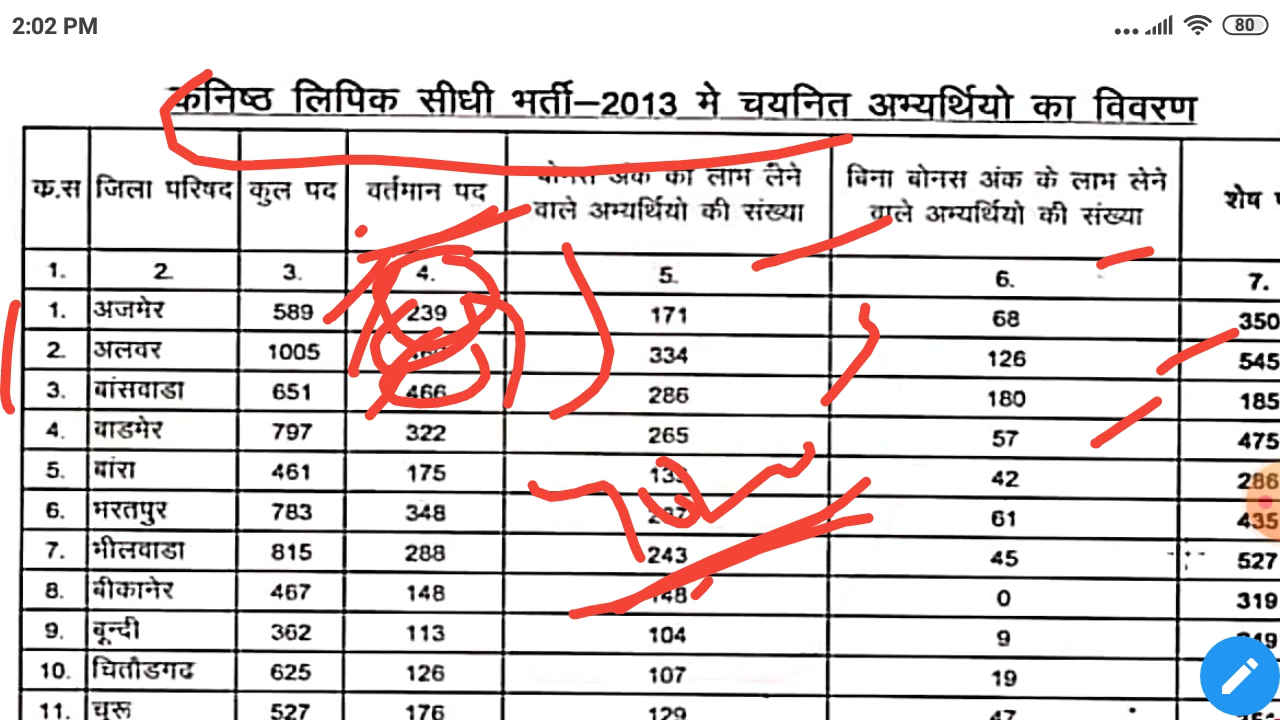 2:02 PM 80
कनिष्ठ लिपिक सीधी भर्ती–2013 मे चयनित अभ्यर्थियो का विवरण
क.स जिला परिषद कुल पद वर्तमान पद बोनस अंक का लाभ लेने वाले अभ्यर्थियो की संख्या बिना बोनस अंक के लाभ लेने वाले अभ्यर्थियो की संख्या शेष
1. 2. 3. 4. 5. 6. 7.
1. अजमेर 589 239 171 68 350
2. अलवर 1005 334 126 545
3. बांसवाडा 651 466 286 180 185
4. वाडमेर 797 322 265 57 475
5. बांरा 461 175 42 286
6. भरतपुर 783 348 61 435
7. भीलवाडा 815 288 243 45 527
8. बीकानेर 467 148 148 0 319
9. बून्दी 362 113 104 9
10. चितौडगढ 625 126 107 19
11. चूरू 527 176 129 47